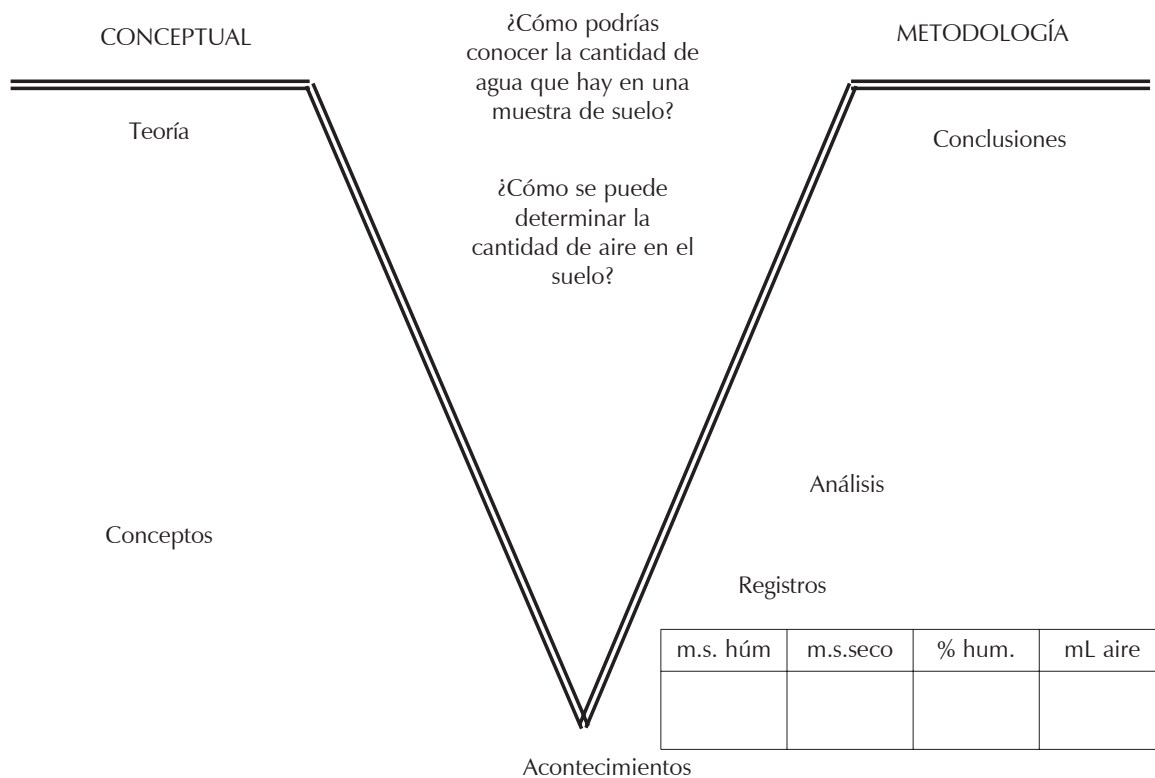 CONCEPTUAL
¿Cómo podrías
conocer la cantidad de
agua que hay en una
muestra de suelo?
METODOLOGÍA
Teoría
Conclusiones
¿Cómo se puede
determinar la
cantidad de aire en el
suelo?
Análisis
Conceptos
Registros
m.s. húm m.s.seco % hum. mL aire
Acontecimientos